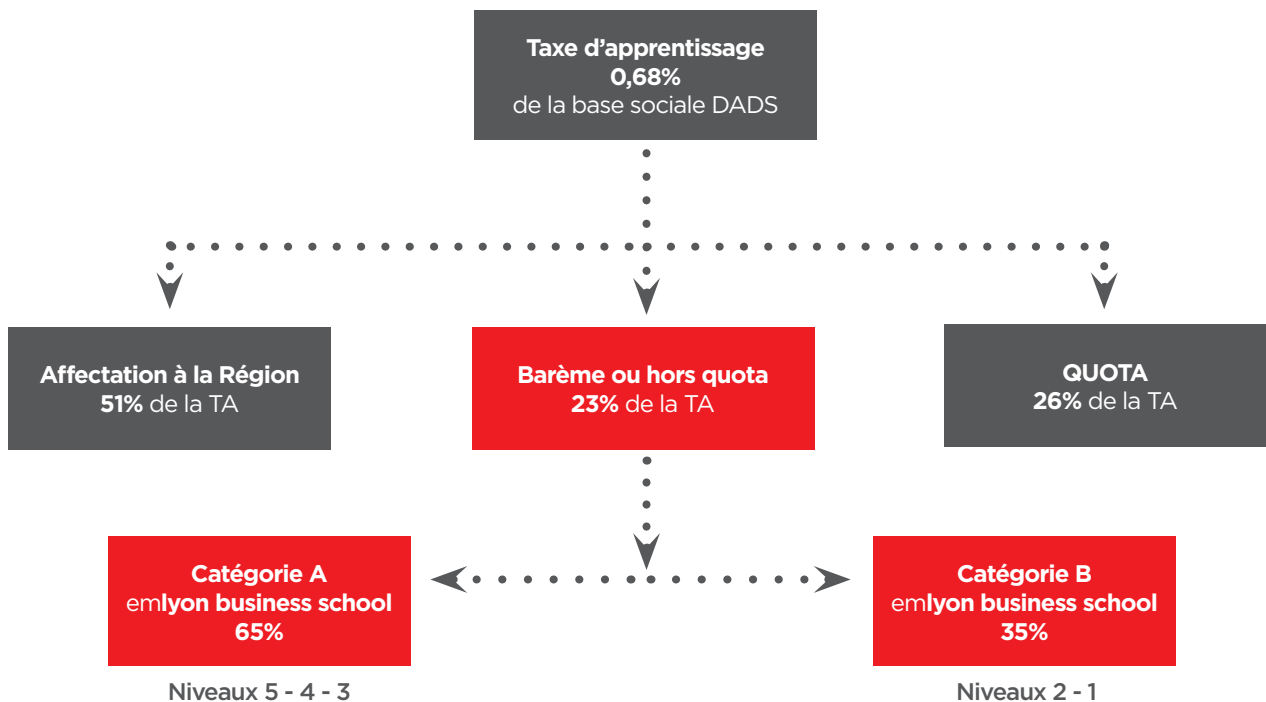 Taxe d'apprentissage
0,68%
de la base sociale DADS
Affectation à la Région
51% de la TA
Barème ou hors quota
23% de la TA
QUOTA
26% de la TA
Catégorie A
emlyon business school
65%
Catégorie B
emlyon business school
35%
Niveaux 5 - 4 - 3
Niveaux 2 - 1